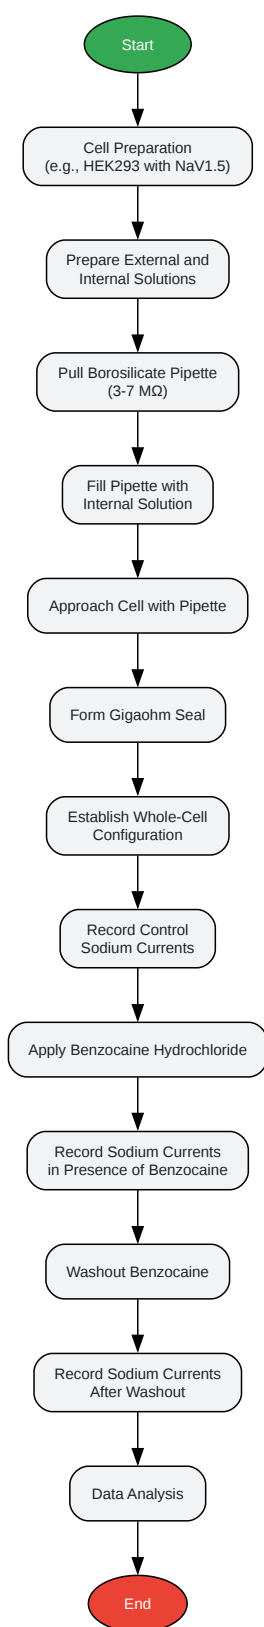 Start
Cell Preparation
(e.g., HEK293 with NaV1.5)
Prepare External and
Internal Solutions
Pull Borosilicate Pipette
(3-7 MΩ)
Fill Pipette with
Internal Solution
Approach Cell with Pipette
Form Gigaohm Seal
Establish Whole-Cell
Configuration
Record Control
Sodium Currents
Apply Benzocaine Hydrochloride
Record Sodium Currents
in Presence of Benzocaine
Washout Benzocaine
Record Sodium Currents
After Washout
Data Analysis
End